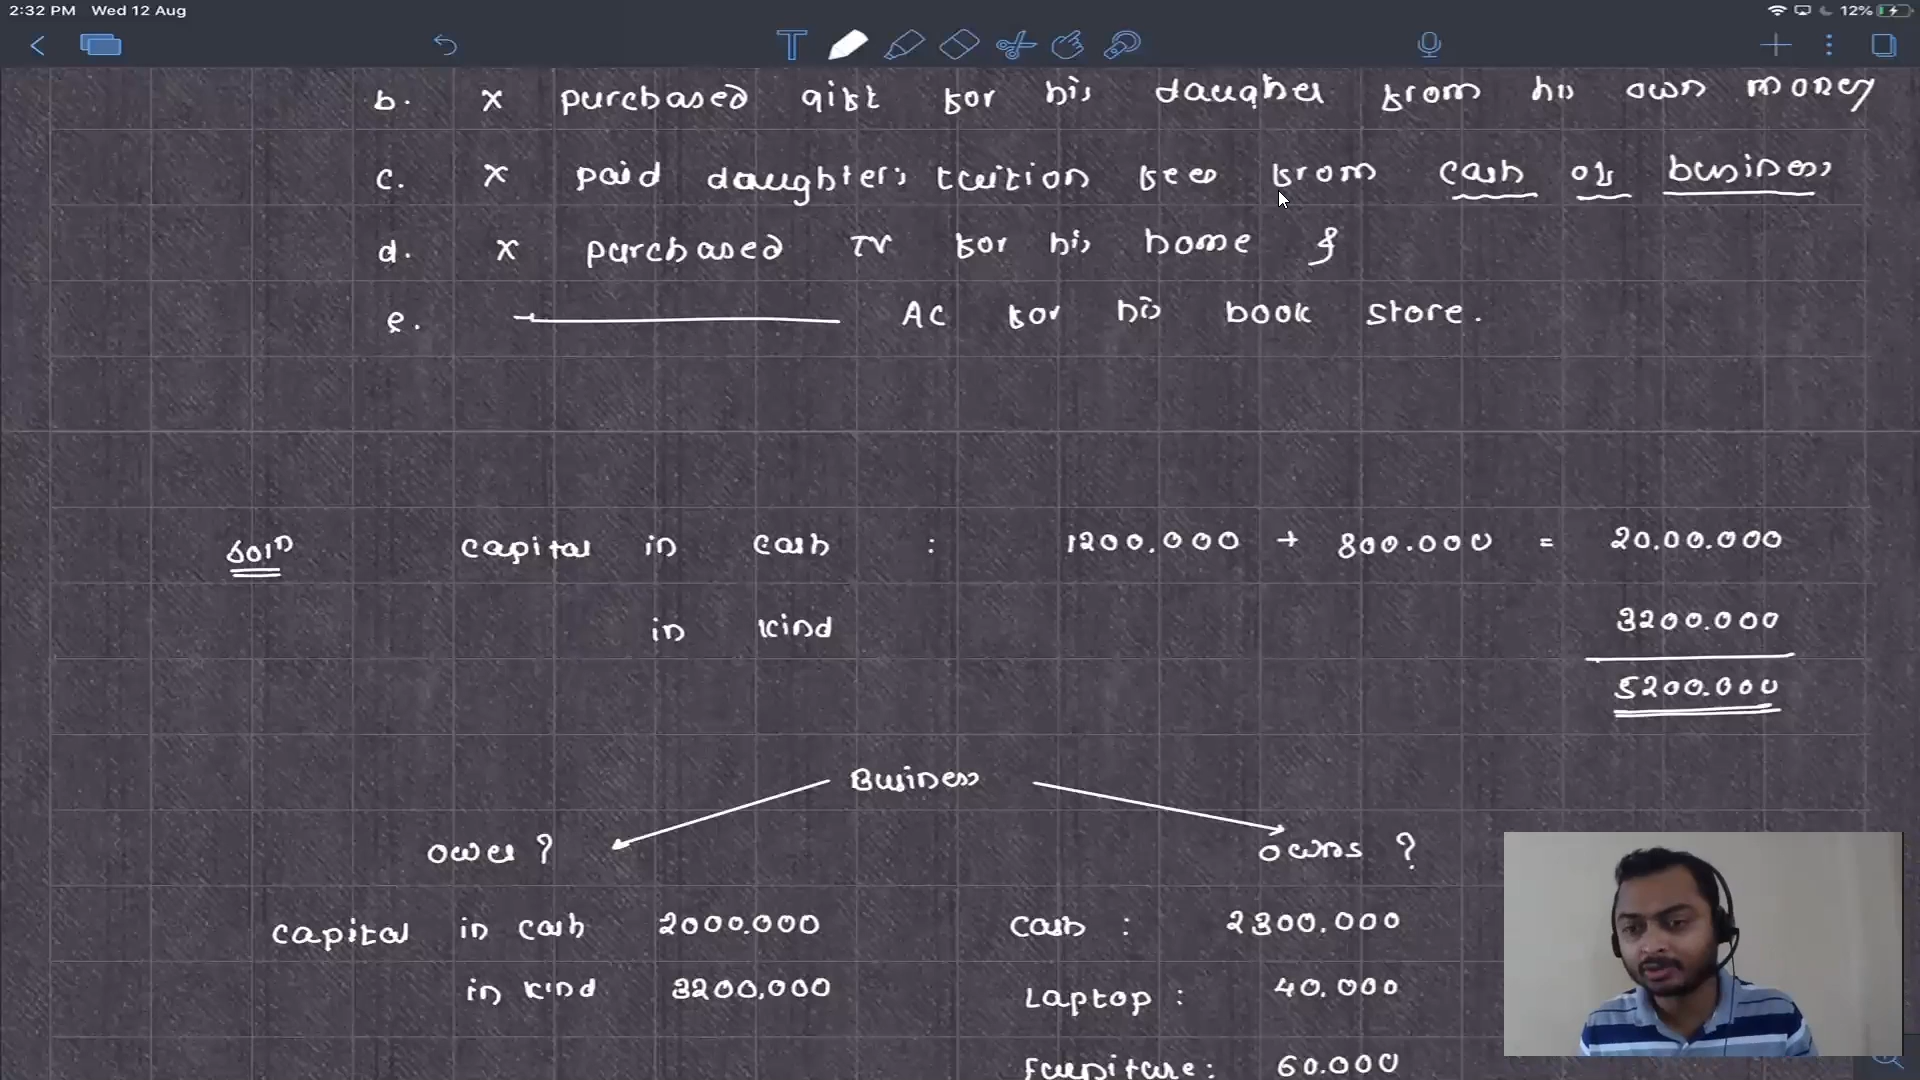 2:32 PM Wed 12 Aug 12%
b. X purchased gift for his daughter from his own money
c. X paid daughter's tuition fees from cash of business
d. X purchased TV for his home &
e. AC for his book store.
soln capital in cash : 1200.000 + 800.000 = 20.00.000
in kind 3200.000
5200.000
Business
owes ? owns ?
capital in cash 2000.000 Cash : 2300.000
in kind 3200,000 Laptop : 40.000
Furniture : 60.000